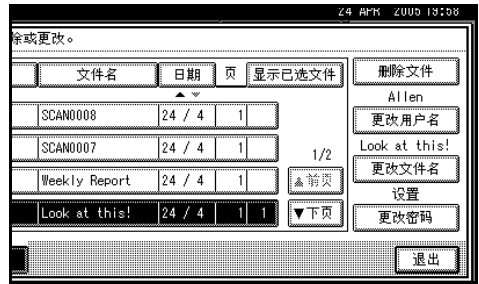 24 APR 2005 19:58
除或更改。
文件名 日期 页 显示已选文件 删除文件
Allen
SCAN0008 24 / 4 1 更改用户名
SCAN0007 24 / 4 1 1/2 Look at this!
更改文件名
Weekly Report 24 / 4 1 ▲前页
设置
Look at this! 24 / 4 1 1 ▼下页 更改密码
退出